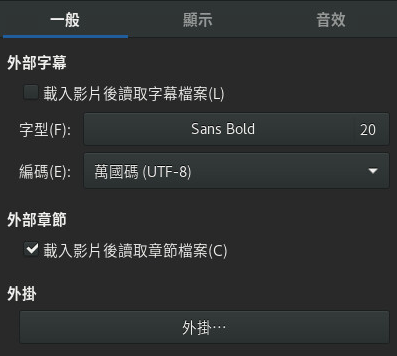 一般 顯示 音效
外部字幕
載入影片後讀取字幕檔案(L)
字型(F): Sans Bold 20
編碼(E): 萬國碼 (UTF-8)
外部章節
載入影片後讀取章節檔案(C)
外掛
外掛…